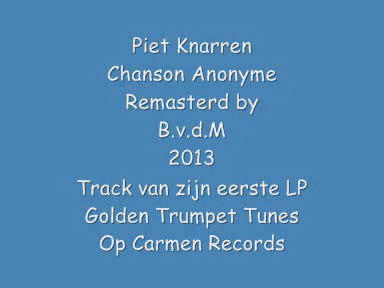 Piet Knarren
Chanson Anonyme
Remasterd by
B.v.d.M
2013
Track van zijn eerste LP
Golden Trumpet Tunes
Op Carmen Records